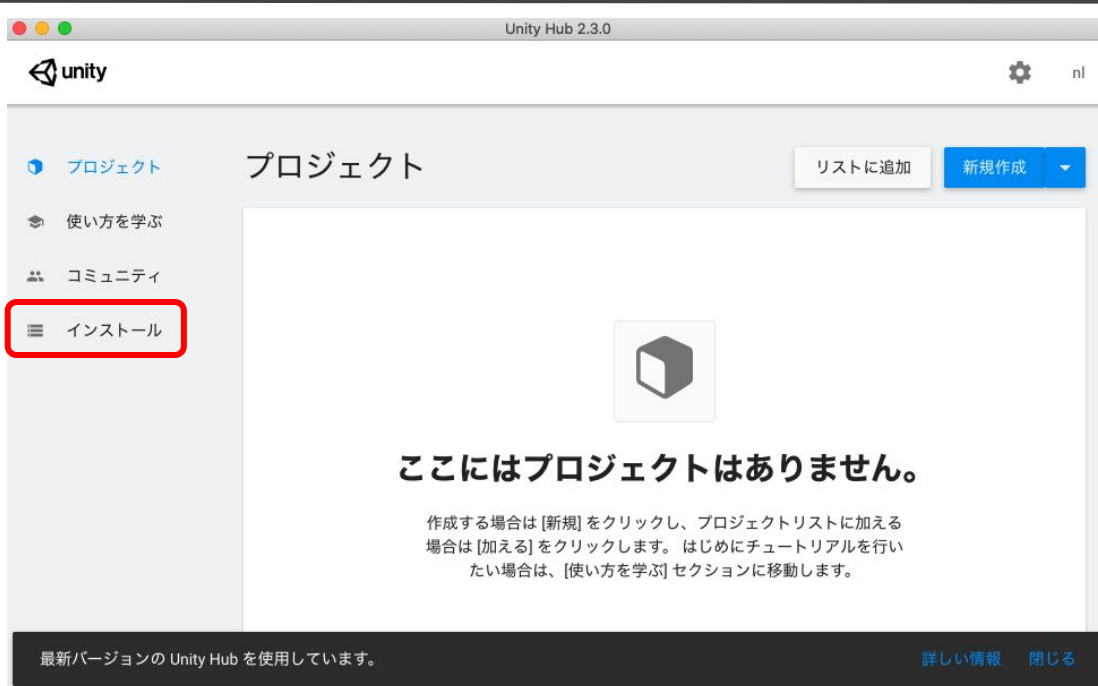 Unity Hub 2.3.0
unity
nl
プロジェクト
使い方を学ぶ
コミュニティ
インストール
プロジェクト
リストに追加
新規作成
ここにはプロジェクトはありません。
作成する場合は [新規] をクリックし、プロジェクトリストに加える
場合は [加える] をクリックします。 はじめにチュートリアルを行い
たい場合は、[使い方を学ぶ] セクションに移動します。
最新バージョンの Unity Hub を使用しています。
詳しい情報
閉じる